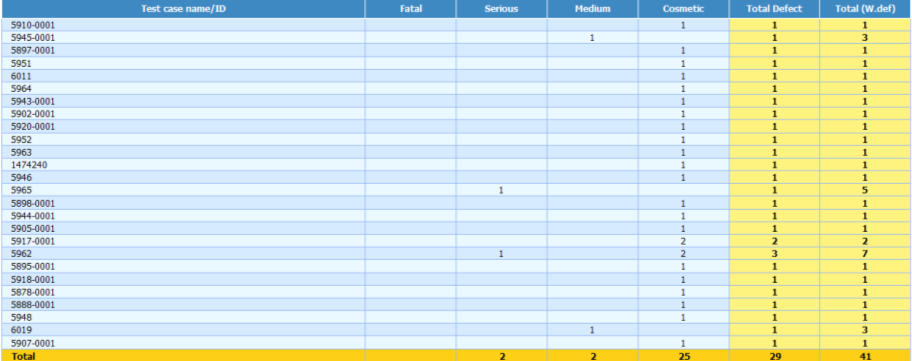 Test case name/ID Fatal Serious Medium Cosmetic Total Defect Total (W.def)
5910-0001 1 1 1
5945-0001 1 1 3
5897-0001 1 1 1
5951 1 1 1
6011 1 1 1
5964 1 1 1
5943-0001 1 1 1
5902-0001 1 1 1
5920-0001 1 1 1
5952 1 1 1
5963 1 1 1
1474240 1 1 1
5946 1 1 1
5965 1 1 5
5898-0001 1 1 1
5944-0001 1 1 1
5905-0001 1 1 1
5917-0001 2 2 2
5962 1 2 3 7
5895-0001 1 1 1
5918-0001 1 1 1
5878-0001 1 1 1
5888-0001 1 1 1
5948 1 1 1
6019 1 1 3
5907-0001 1 1 1
Total 2 2 25 29 41